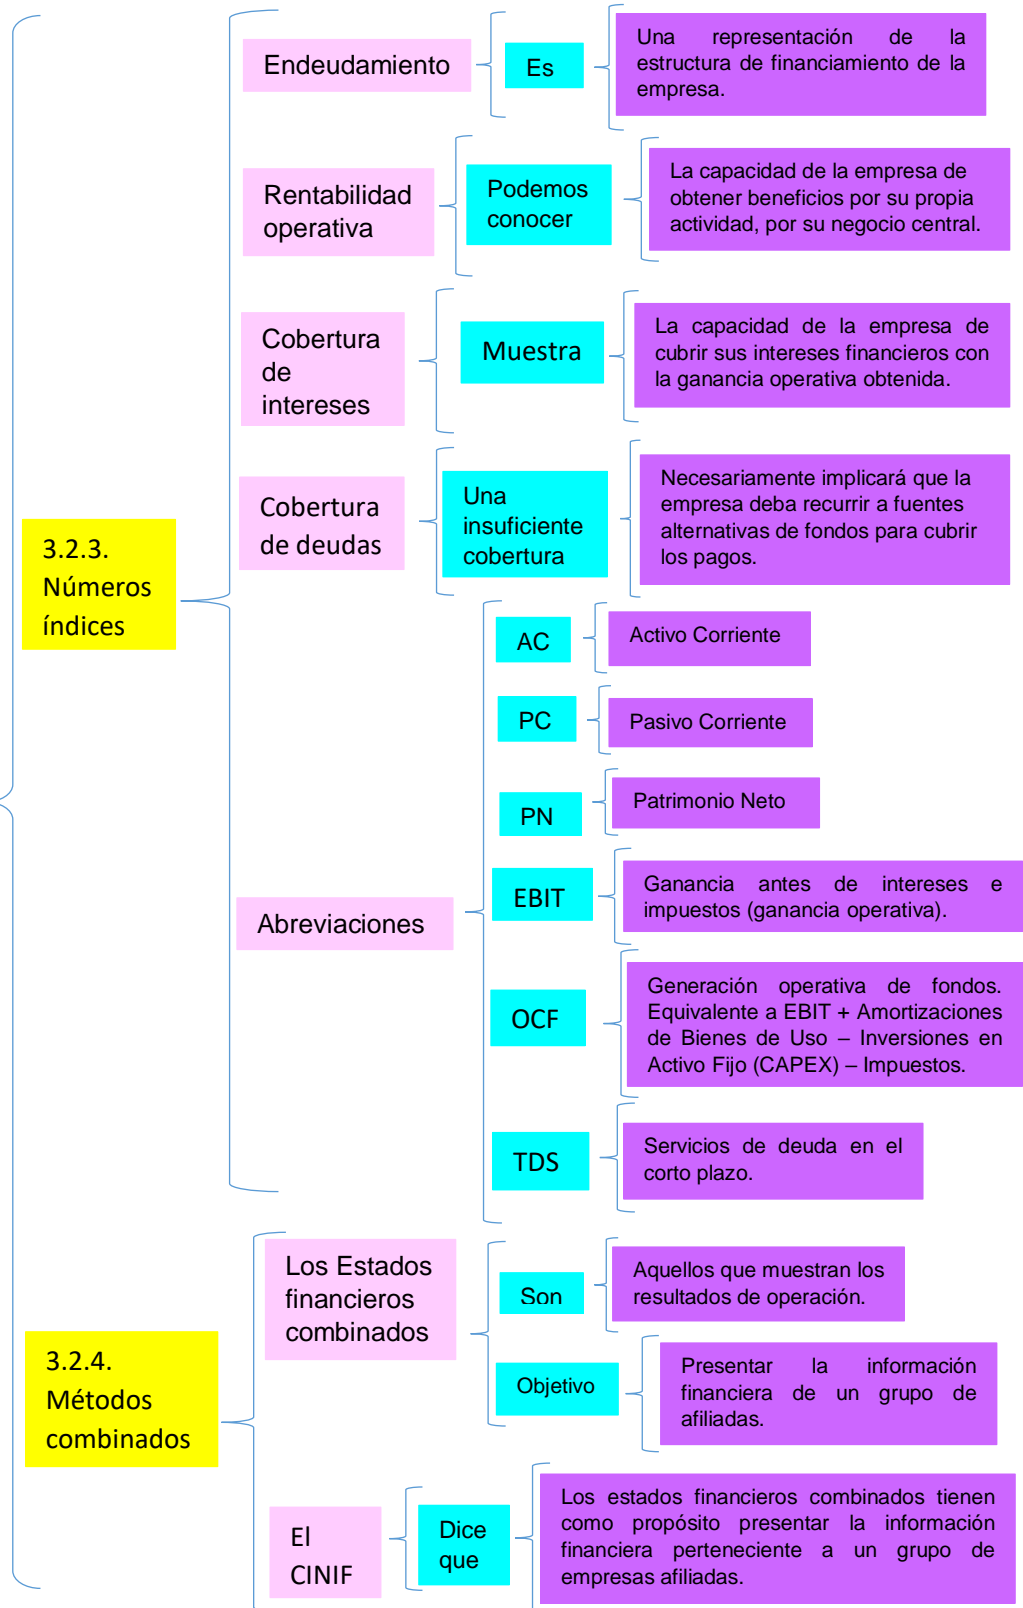 3.2.3.
Números
índices
Endeudamiento
Es
Una representación de la
estructura de financiamiento de la
empresa.
Rentabilidad
operativa
Podemos
conocer
La capacidad de la empresa de
obtener beneficios por su propia
actividad, por su negocio central.
Cobertura
de
intereses
Muestra
La capacidad de la empresa de
cubrir sus intereses financieros con
la ganancia operativa obtenida.
Cobertura
de deudas
Una
insuficiente
cobertura
Necesariamente implicará que la
empresa deba recurrir a fuentes
alternativas de fondos para cubrir
los pagos.
Abreviaciones
AC
Activo Corriente
PC
Pasivo Corriente
PN
Patrimonio Neto
EBIT
Ganancia antes de intereses e
impuestos (ganancia operativa).
OCF
Generación operativa de fondos.
Equivalente a EBIT + Amortizaciones
de Bienes de Uso – Inversiones en
Activo Fijo (CAPEX) – Impuestos.
TDS
Servicios de deuda en el
corto plazo.
3.2.4.
Métodos
combinados
Los Estados
financieros
combinados
Son
Aquellos que muestran los
resultados de operación.
Objetivo
Presentar la información
financiera de un grupo de
afiliadas.
El
CINIF
Dice
que
Los estados financieros combinados tienen
como propósito presentar la información
financiera perteneciente a un grupo de
empresas afiliadas.